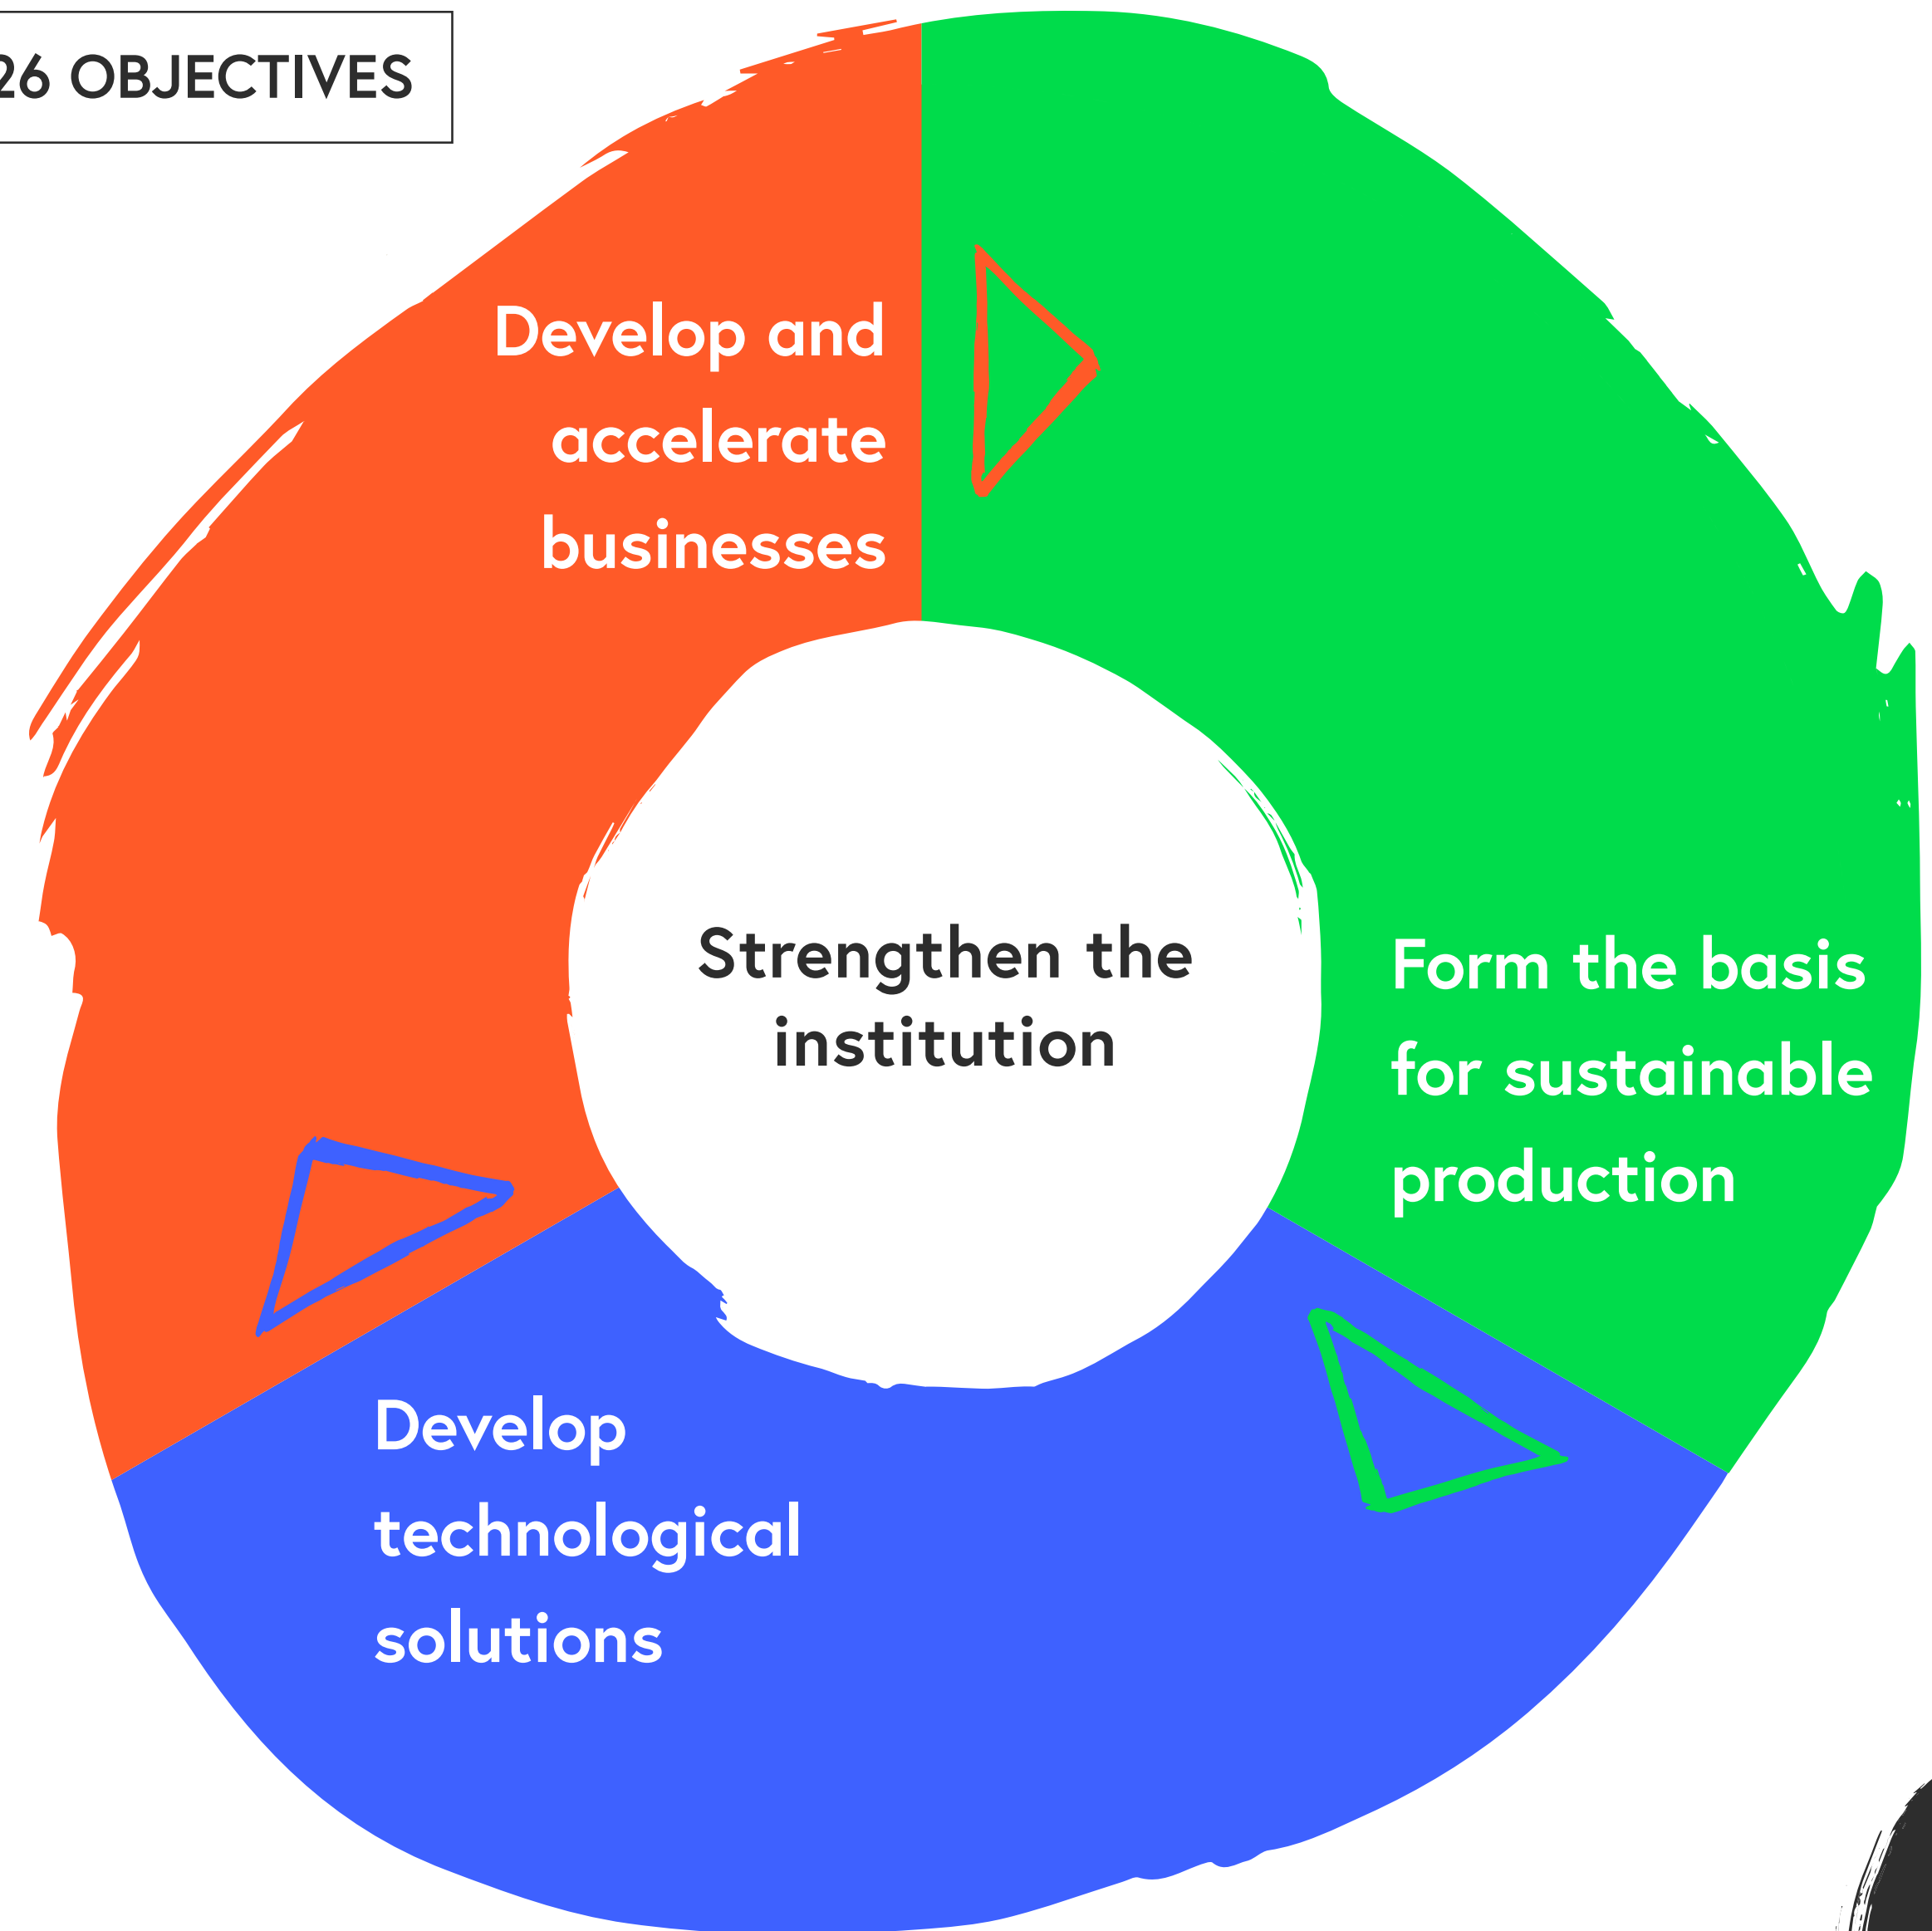 26 OBJECTIVES
Develop and
accelerate
businesses
Strengthen the
institution
Form the basis
for sustainable
production
Develop
technological
solutions